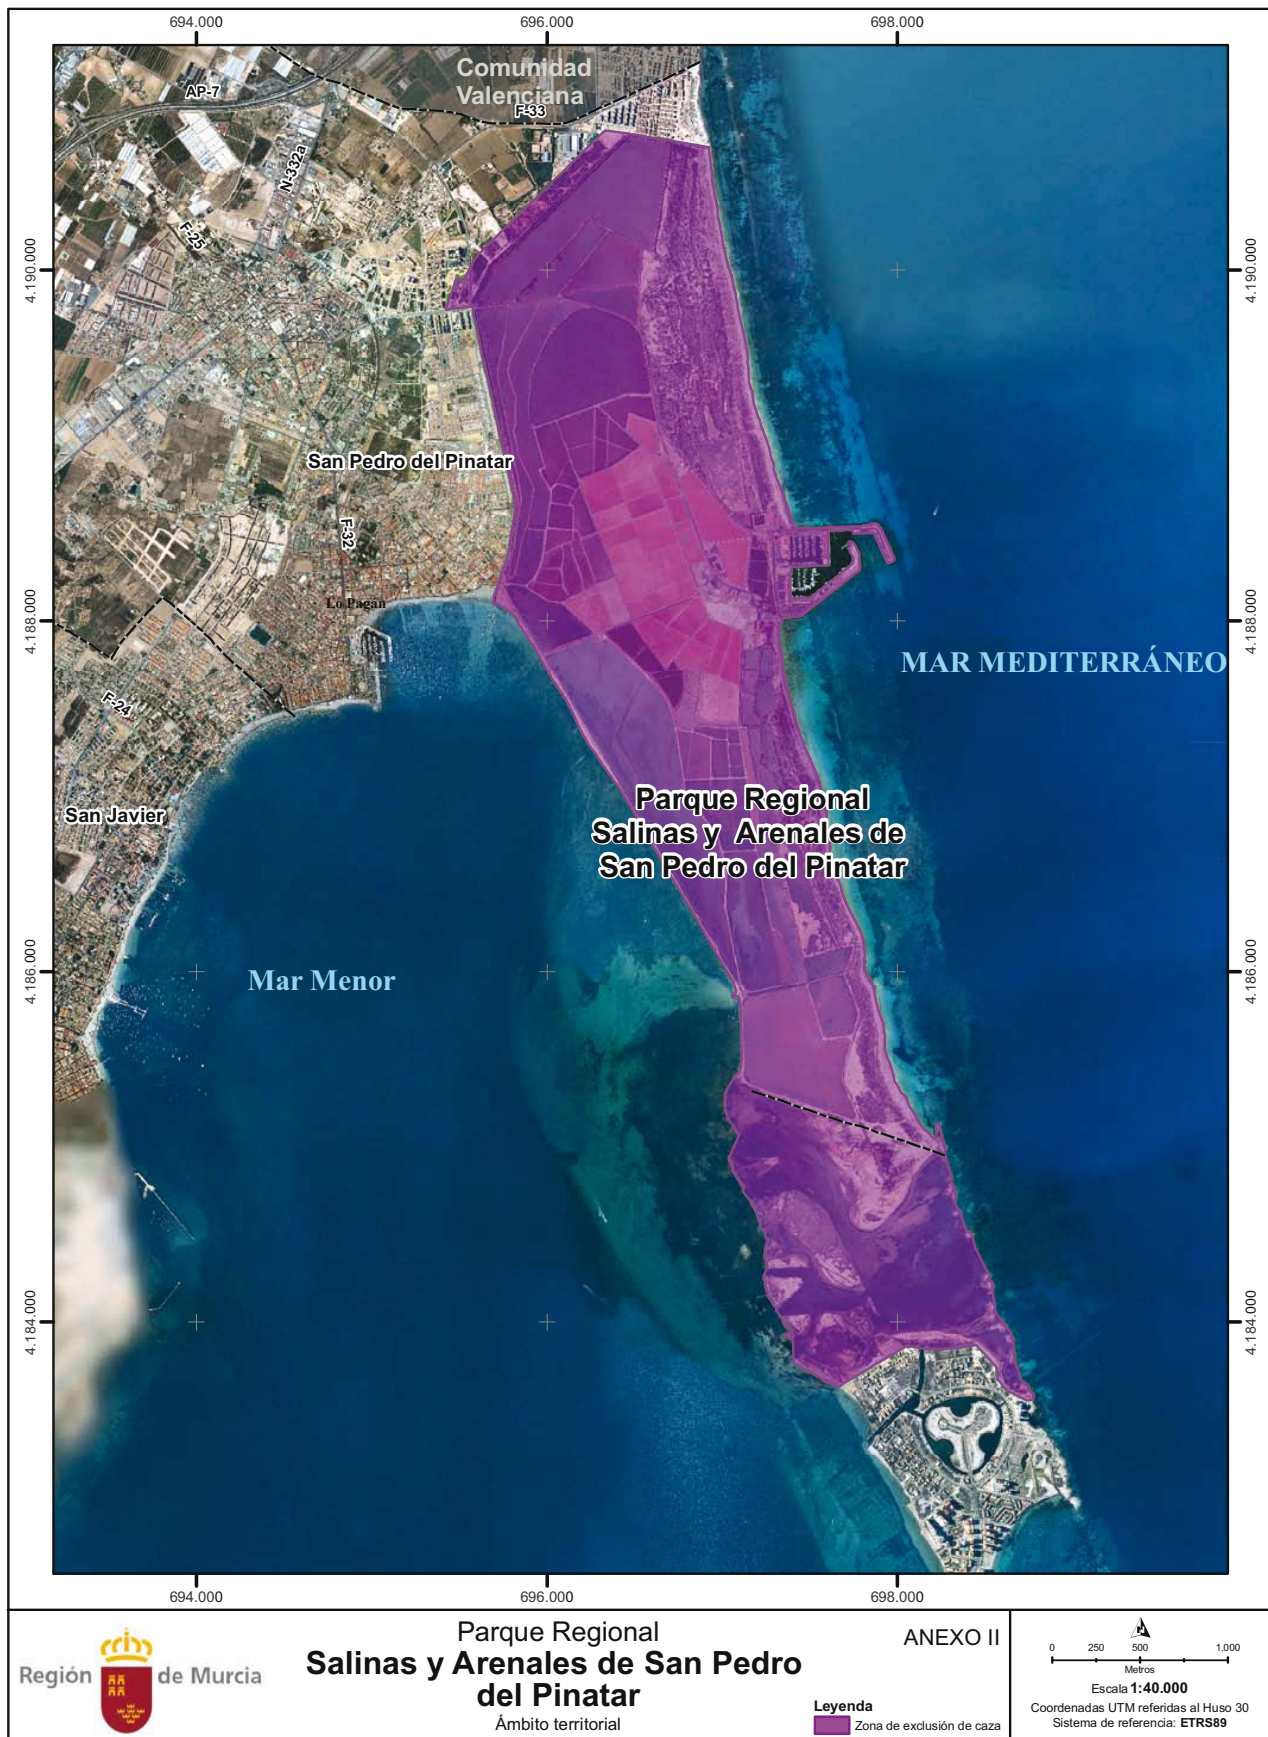 694.000
696.000
698.000
Comunidad
Valenciana
AP-7
F-33
N-332a
F-25
4.190.000
4.190.000
San Pedro del Pinatar
F-32
Lo Pagan
4.188.000
4.188.000
MAR MEDITERRÁNEO
F-24
San Javier
Parque Regional
Salinas y Arenales de
San Pedro del Pinatar
Mar Menor
4.186.000
4.186.000
4.184.000
4.184.000
694.000
696.000
698.000
Región de Murcia
Parque Regional
Salinas y Arenales de San Pedro
del Pinatar
Ámbito territorial
ANEXO II
Leyenda
Zona de exclusión de caza
0 250 500 1.000
Metros
Escala 1:40.000
Coordenadas UTM referidas al Huso 30
Sistema de referencia: ETRS89